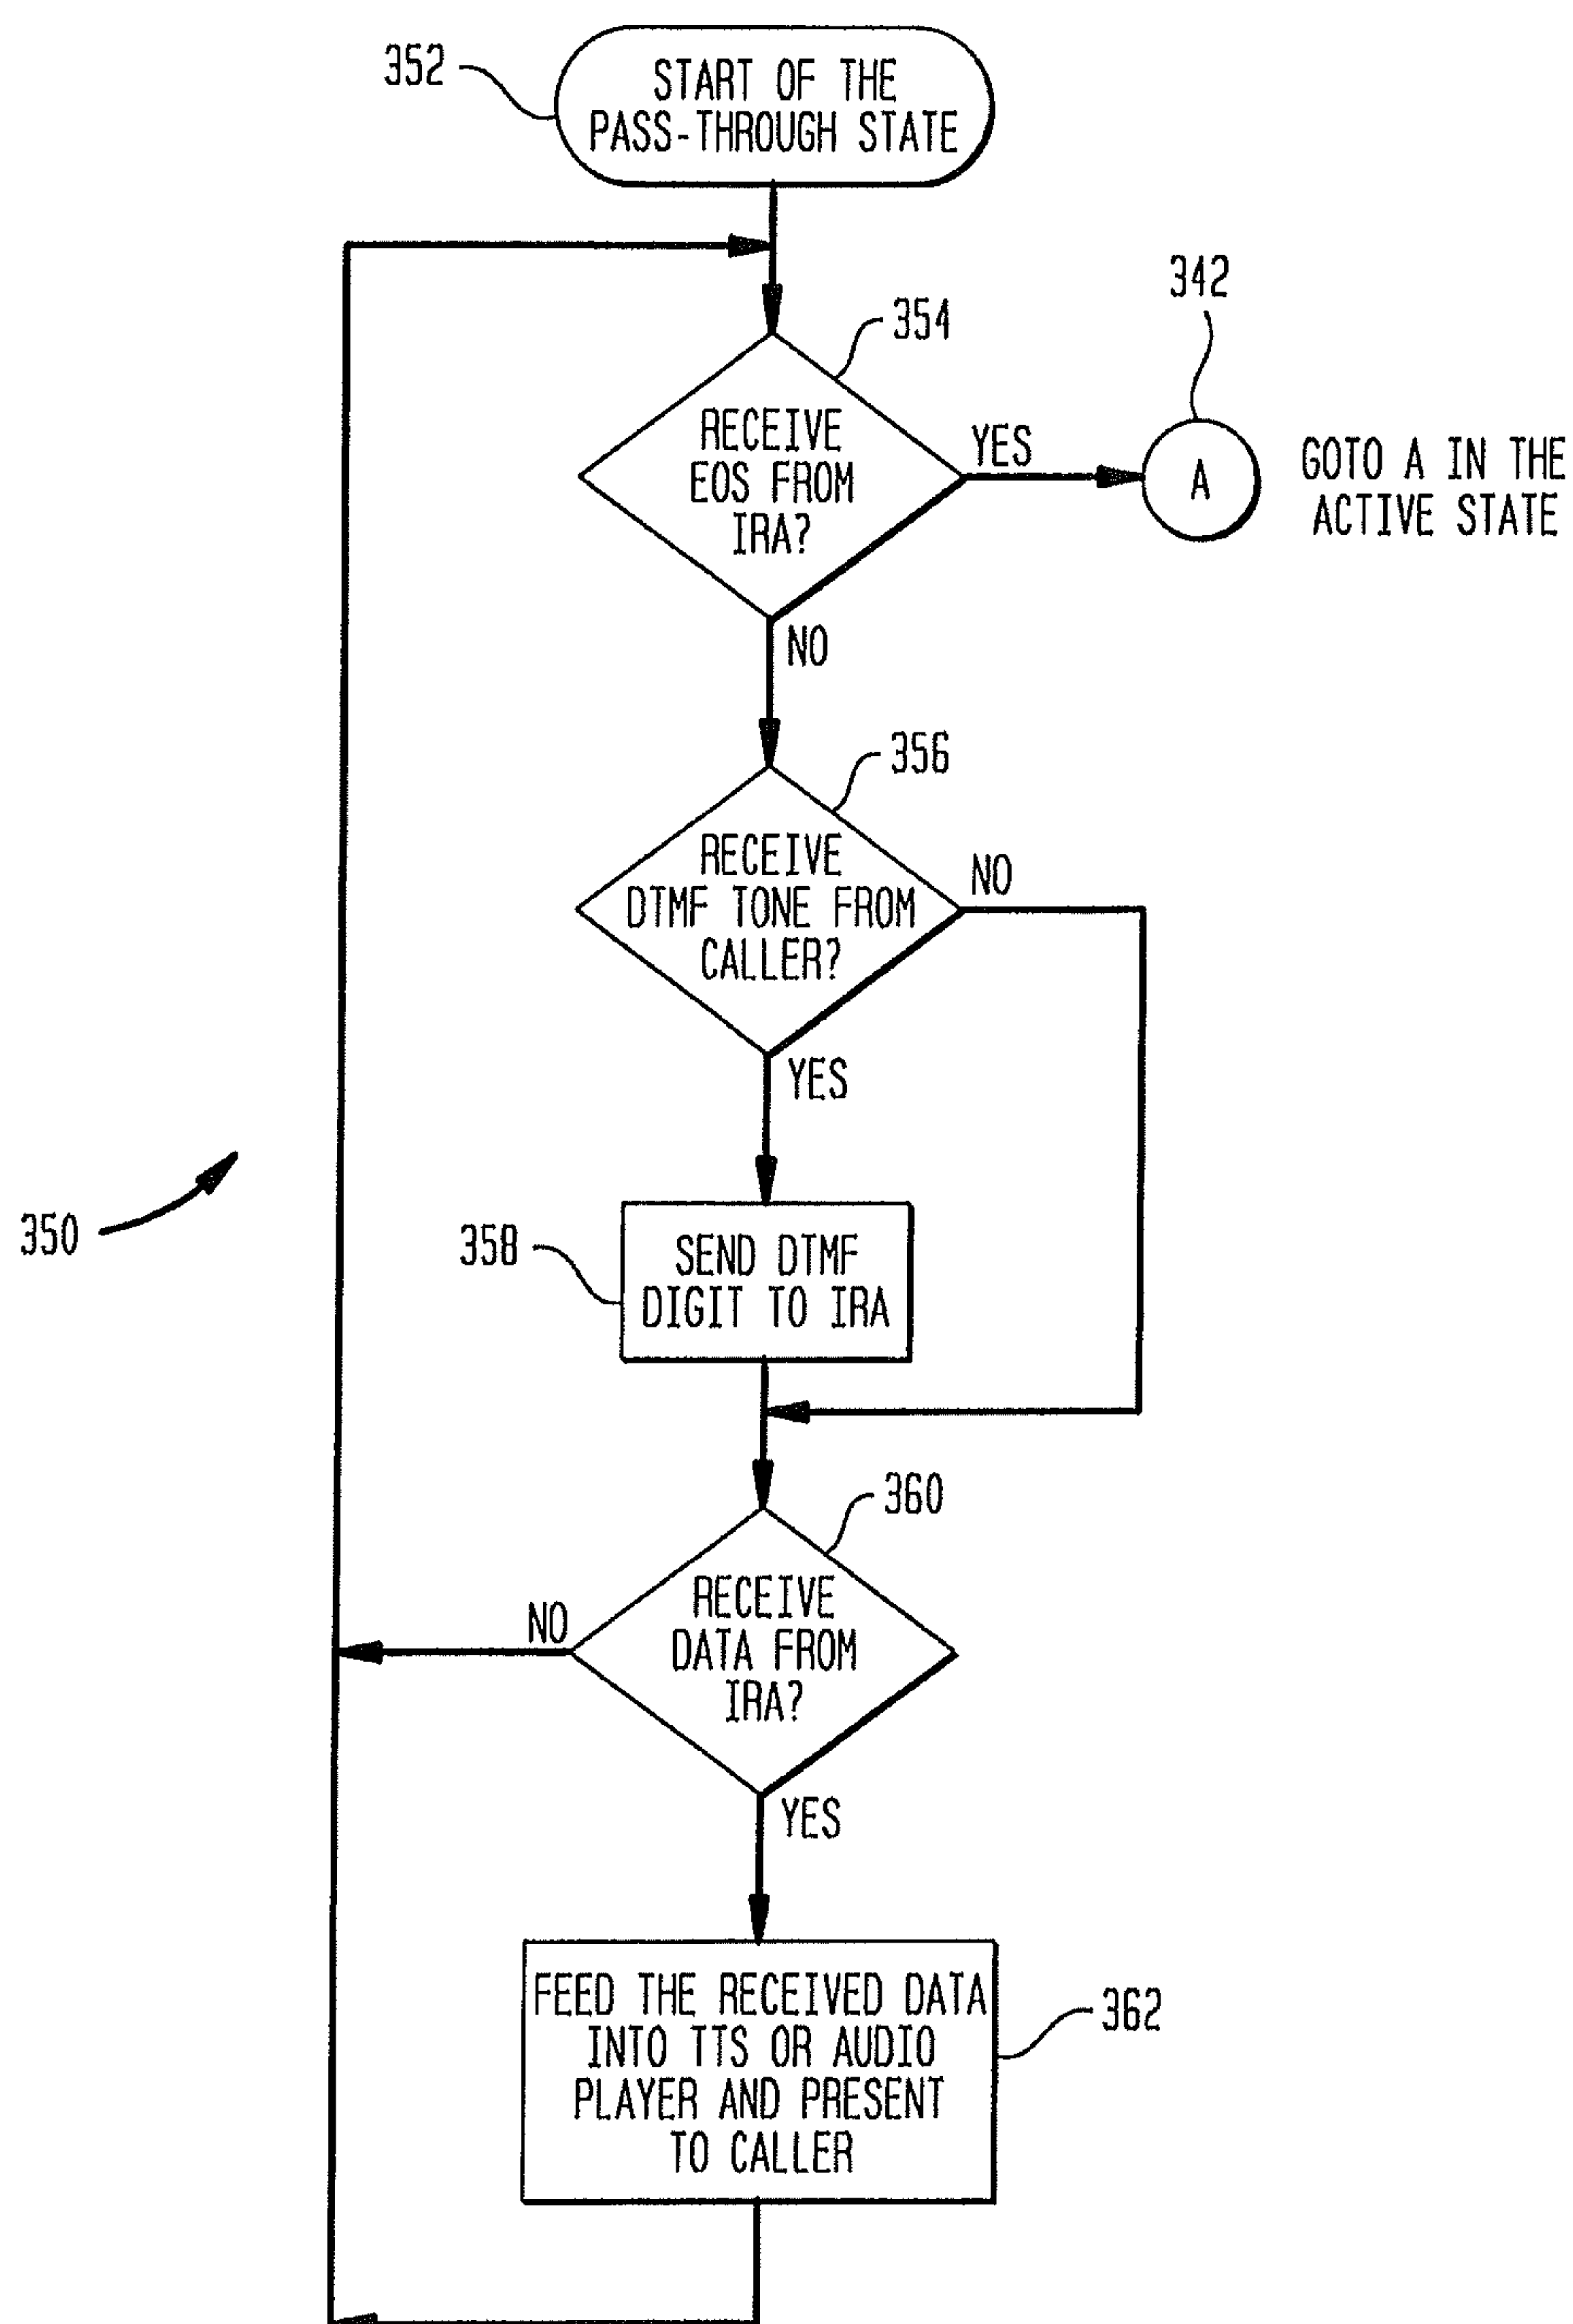 352
START OF THE
PASS-THROUGH STATE
342
354
RECEIVE
EOS FROM
IRA?
YES
A
GOTO A IN THE
ACTIVE STATE
NO
356
RECEIVE
DTMF TONE FROM
CALLER?
NO
YES
350
358
SEND DTMF
DIGIT TO IRA
360
RECEIVE
DATA FROM
IRA?
NO
YES
FEED THE RECEIVED DATA
INTO TTS OR AUDIO
PLAYER AND PRESENT
TO CALLER
362